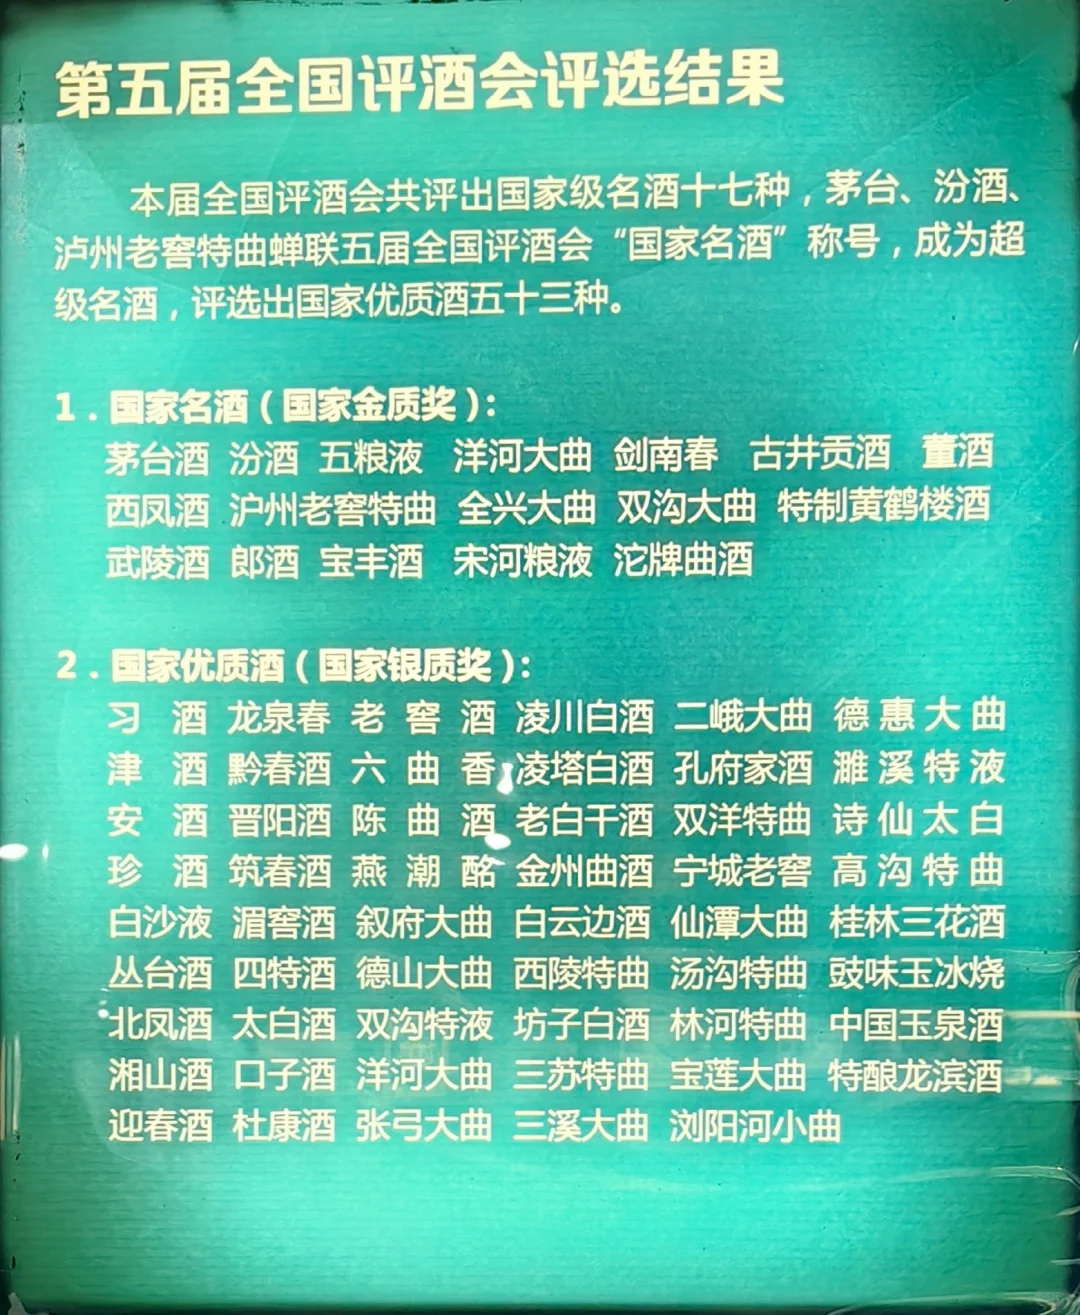 第五届全国评酒会评选结果
本届全国评酒会共评出国家级名酒十七种，茅台、汾酒、
泸州老窖特曲蝉联五届全国评酒会“国家名酒”称号，成为超
级名酒，评选出国家优质酒五十三种。
1．国家名酒（国家金质奖）：
茅台酒 汾酒 五粮液 洋河大曲 剑南春 古井贡酒 董酒
西凤酒 泸州老窖特曲 全兴大曲 双沟大曲 特制黄鹤楼酒
武陵酒 郎酒 宝丰酒 宋河粮液 沱牌曲酒
2．国家优质酒（国家银质奖）：
习 酒 龙泉春 老 窖 酒 凌川白酒 二峨大曲 德 惠 大 曲
津 酒 黔春酒 六 曲 香 凌塔白酒 孔府家酒 濉 溪 特 液
安 酒 晋阳酒 陈 曲 酒 老白干酒 双洋特曲 诗 仙 太 白
珍 酒 筑春酒 燕 潮 酩 金州曲酒 宁城老窖 高 沟 特 曲
白沙液 湄窖酒 叙府大曲 白云边酒 仙潭大曲 桂林三花酒
丛台酒 四特酒 德山大曲 西陵特曲 汤沟特曲 豉味玉冰烧
北凤酒 太白酒 双沟特液 坊子白酒 林河特曲 中国玉泉酒
湘山酒 口子酒 洋河大曲 三苏特曲 宝莲大曲 特酿龙滨酒
迎春酒 杜康酒 张弓大曲 三溪大曲 浏阳河小曲